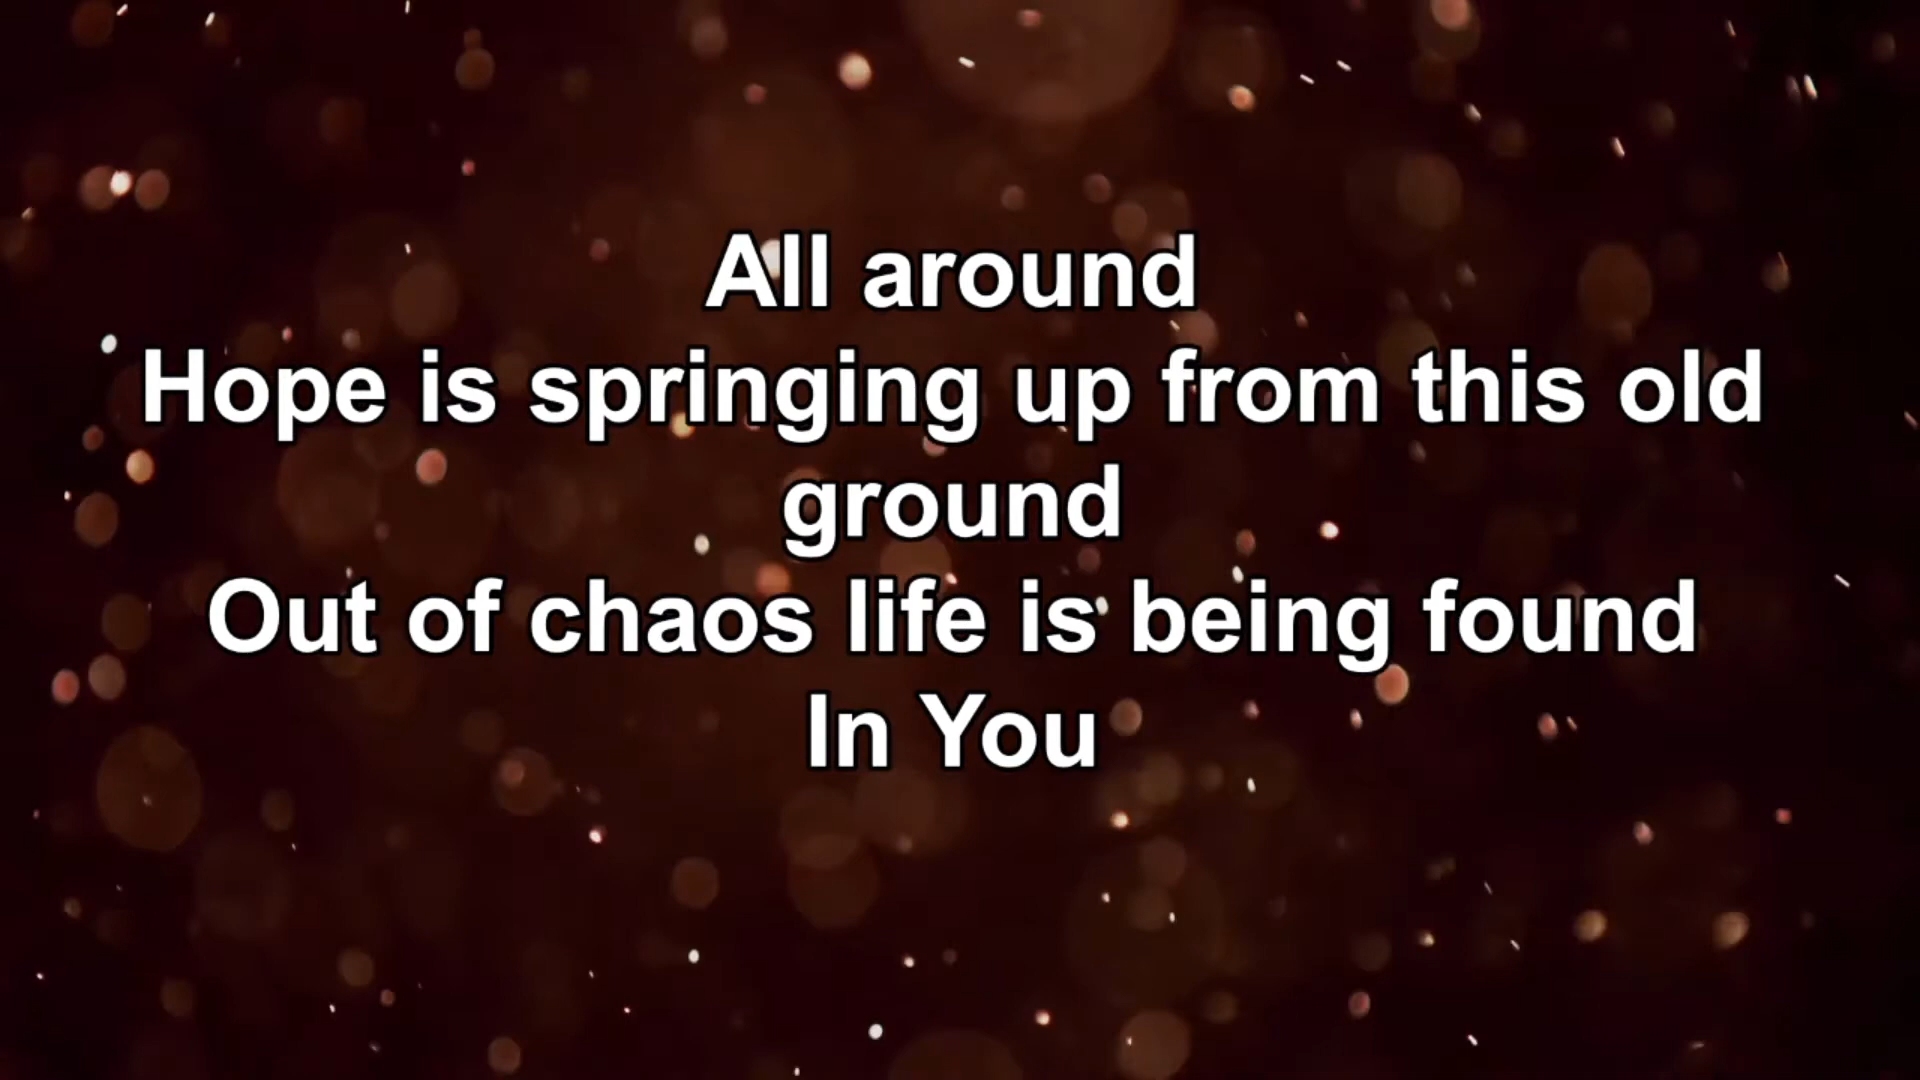 All around
Hope is springing up from this old
ground
Out of chaos life is being found
In You